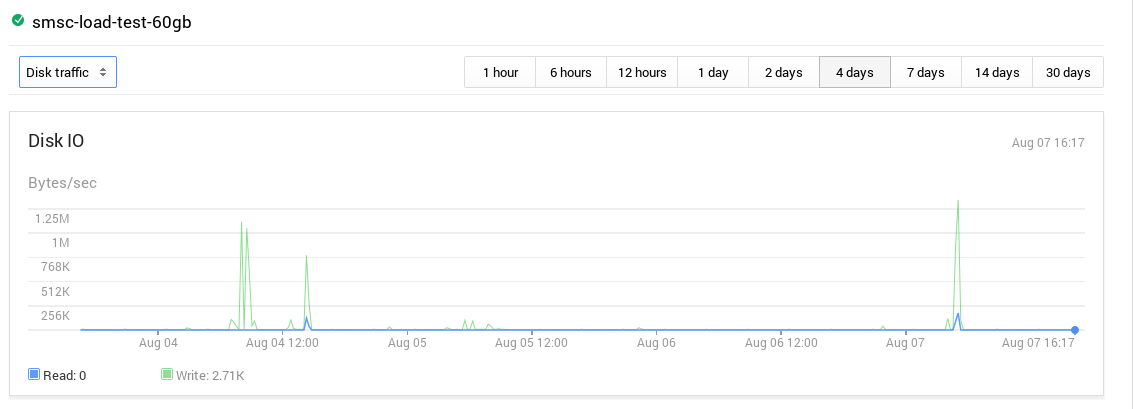 smsc-load-test-60gb
Disk traffic
1 hour 6 hours 12 hours 1 day 2 days 4 days 7 days 14 days 30 days
Disk IO
Aug 07 16:17
Bytes/sec
1.25M
1M
768K
512K
256K
Aug 04 Aug 04 12:00 Aug 05 Aug 05 12:00 Aug 06 Aug 06 12:00 Aug 07 Aug 07 16:17
Read: 0 Write: 2.71K